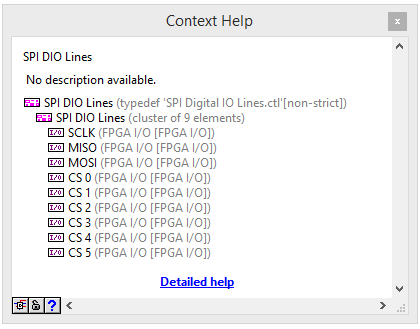 Context Help
x
SPI DIO Lines
No description available.
SPI DIO Lines (typedef 'SPI Digital IO Lines.ctl'[non-strict])
SPI DIO Lines (cluster of 9 elements)
I/O SCLK (FPGA I/O [FPGA I/O])
I/O MISO (FPGA I/O [FPGA I/O])
I/O MOSI (FPGA I/O [FPGA I/O])
I/O CS 0 (FPGA I/O [FPGA I/O])
I/O CS 1 (FPGA I/O [FPGA I/O])
I/O CS 2 (FPGA I/O [FPGA I/O])
I/O CS 3 (FPGA I/O [FPGA I/O])
I/O CS 4 (FPGA I/O [FPGA I/O])
I/O CS 5 (FPGA I/O [FPGA I/O])
Detailed help
?